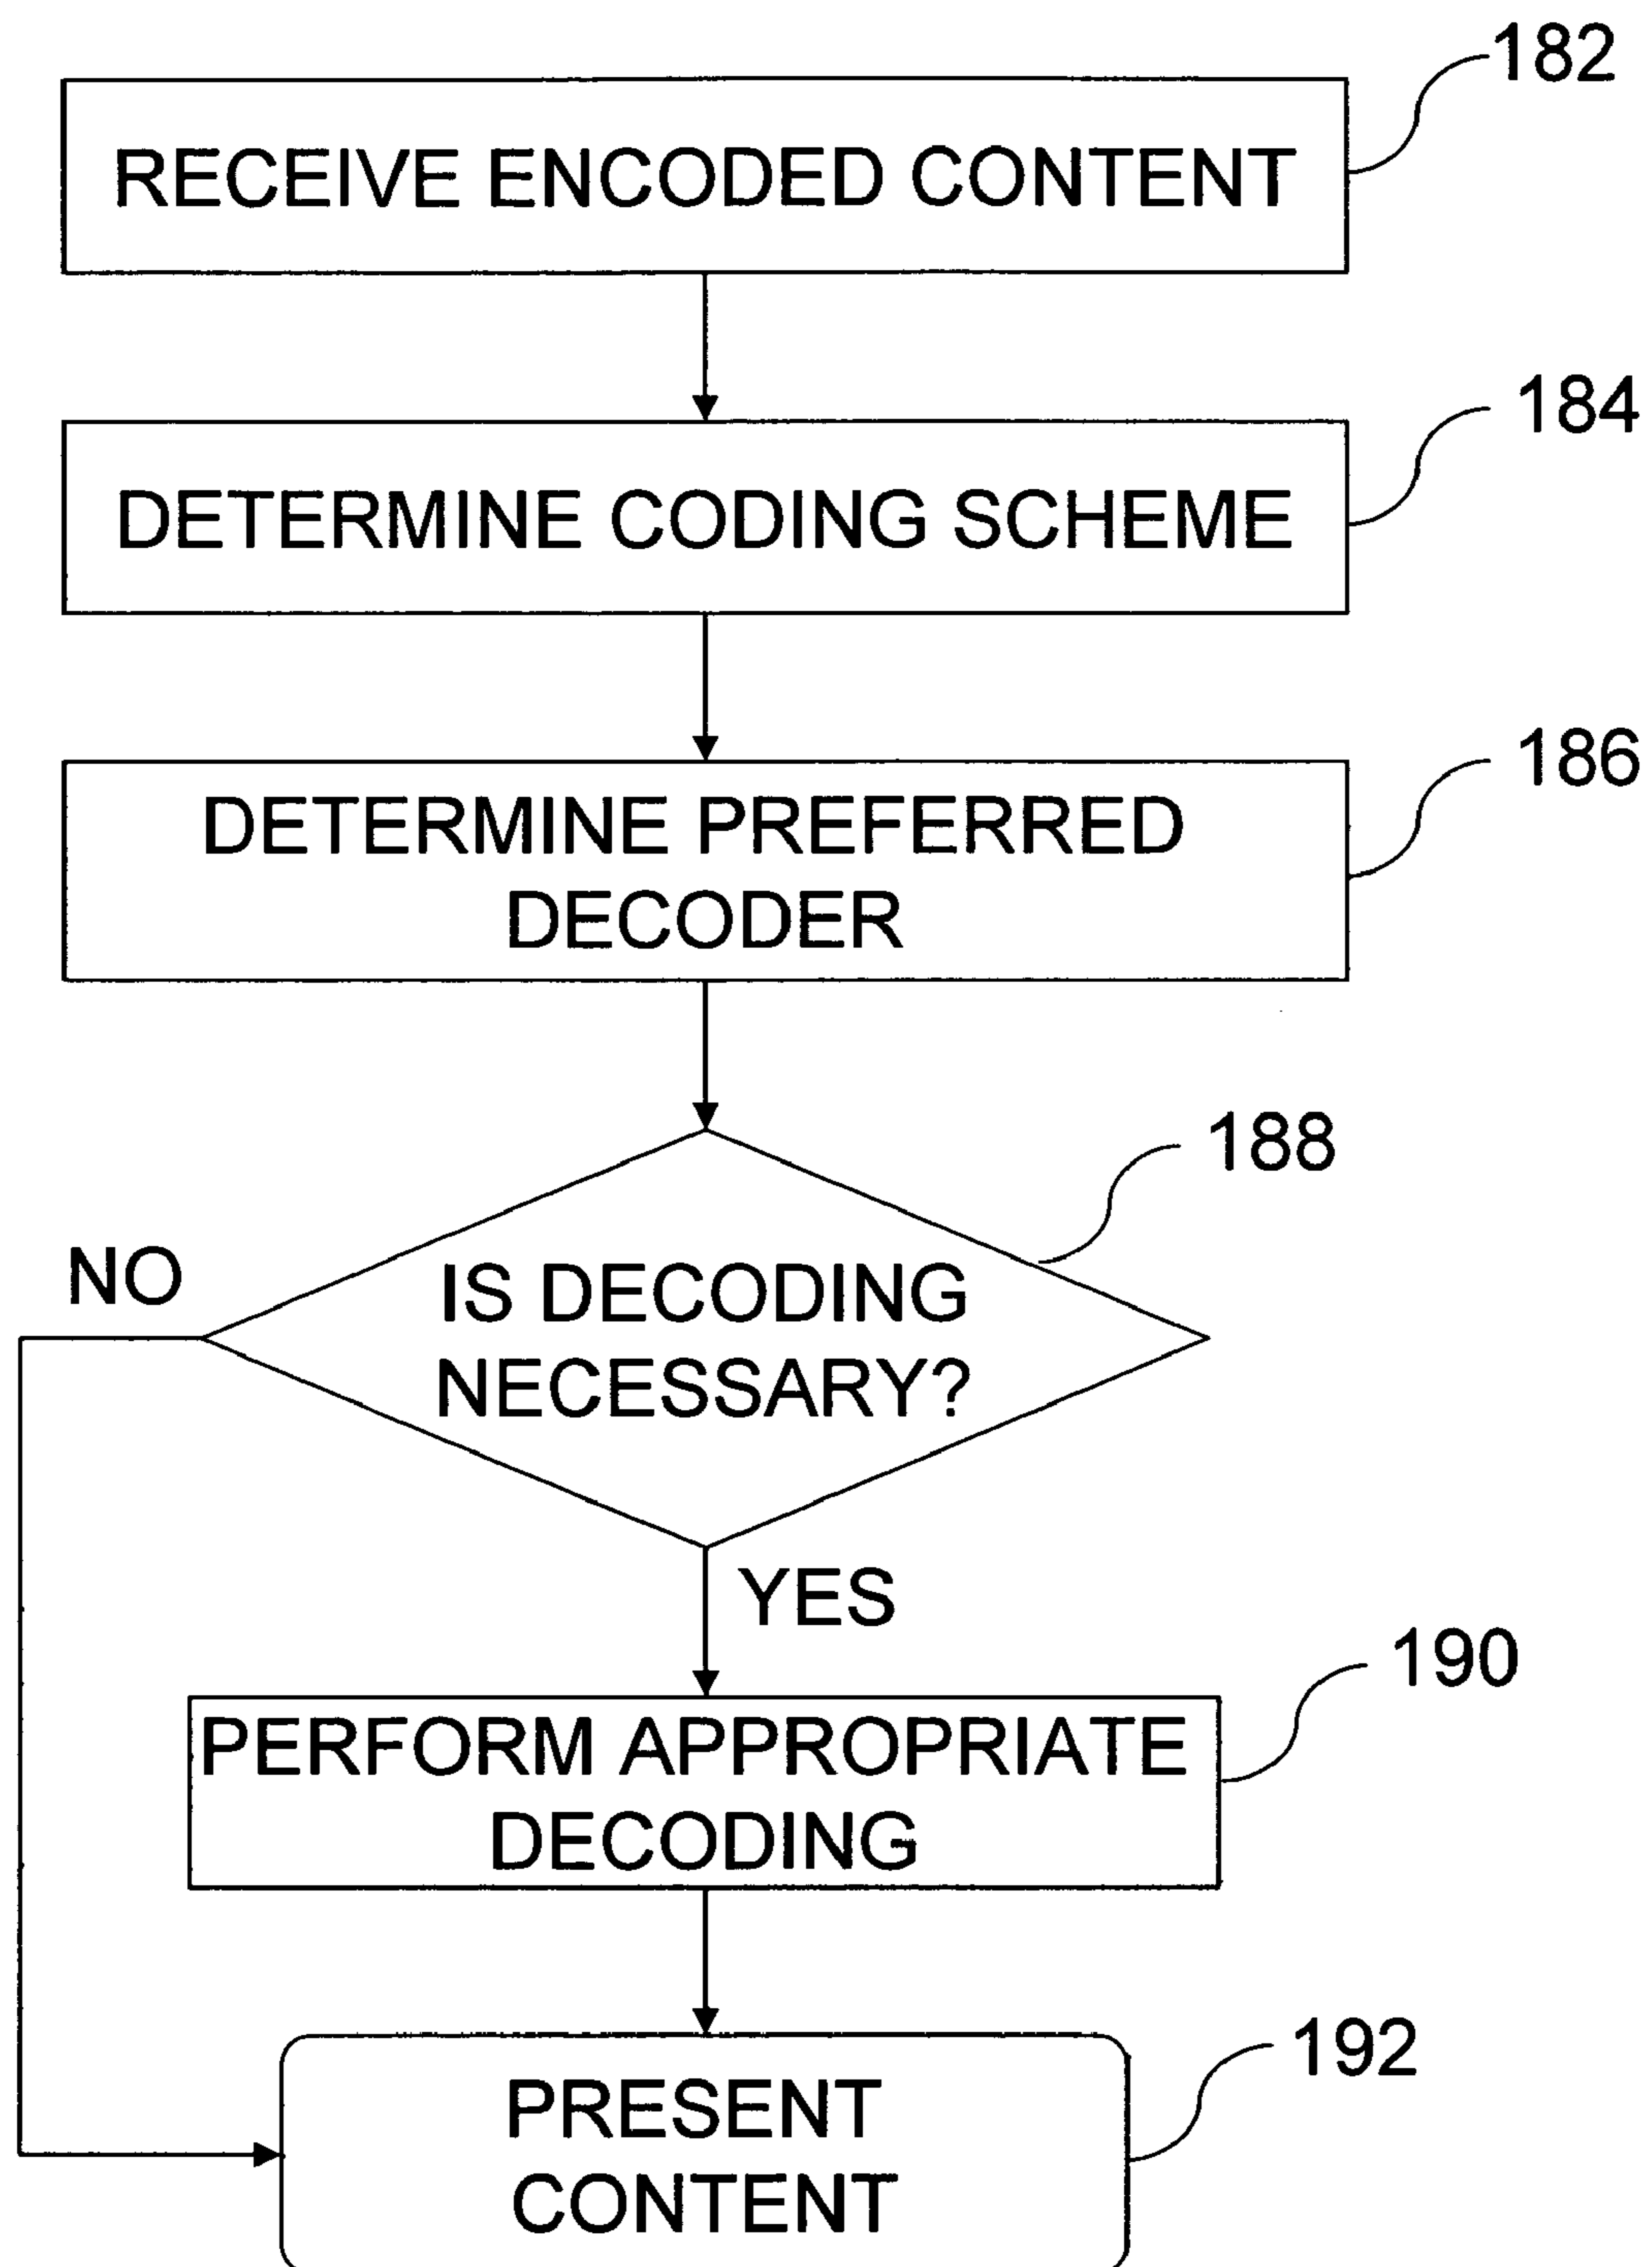 182
RECEIVE ENCODED CONTENT
184
DETERMINE CODING SCHEME
186
DETERMINE PREFERRED
DECODER
188
NO
IS DECODING
NECESSARY?
YES
190
PERFORM APPROPRIATE
DECODING
192
PRESENT
CONTENT